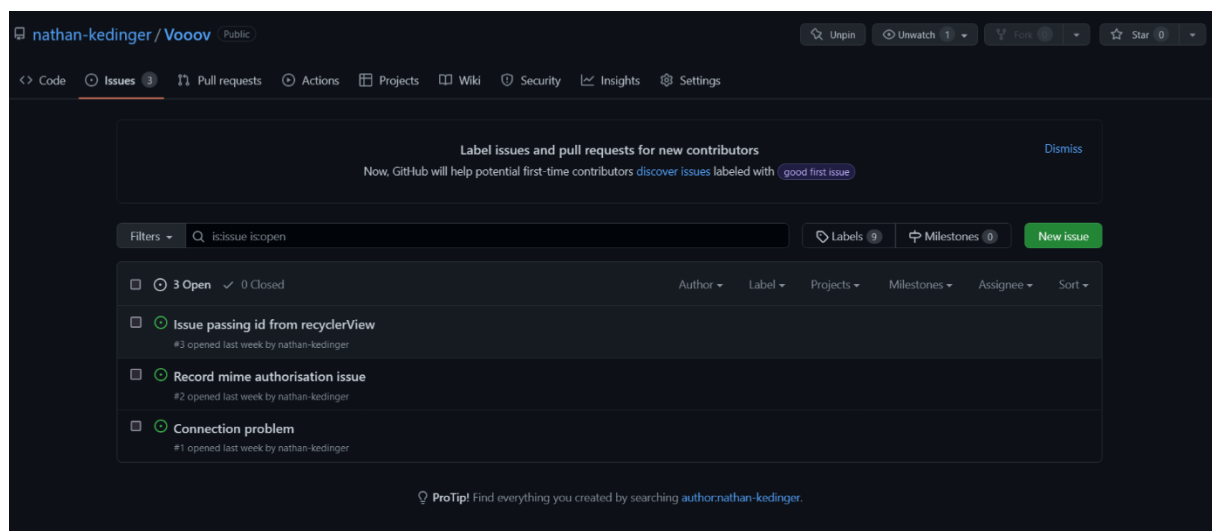 nathan-kedinger / Vooov Public
Unpin Unwatch 1 Fork 0 Star 0
Code Issues 3 Pull requests Actions Projects Wiki Security Insights Settings
Label issues and pull requests for new contributors
Dismiss
Now, GitHub will help potential first-time contributors discover issues labeled with good first issue
Filters is:issue is:open Labels 9 Milestones 0 New issue
3 Open 0 Closed Author Label Projects Milestones Assignee Sort
Issue passing id from recyclerView
#3 opened last week by nathan-kedinger
Record mime authorisation issue
#2 opened last week by nathan-kedinger
Connection problem
#1 opened last week by nathan-kedinger
ProTip! Find everything you created by searching author:nathan-kedinger.